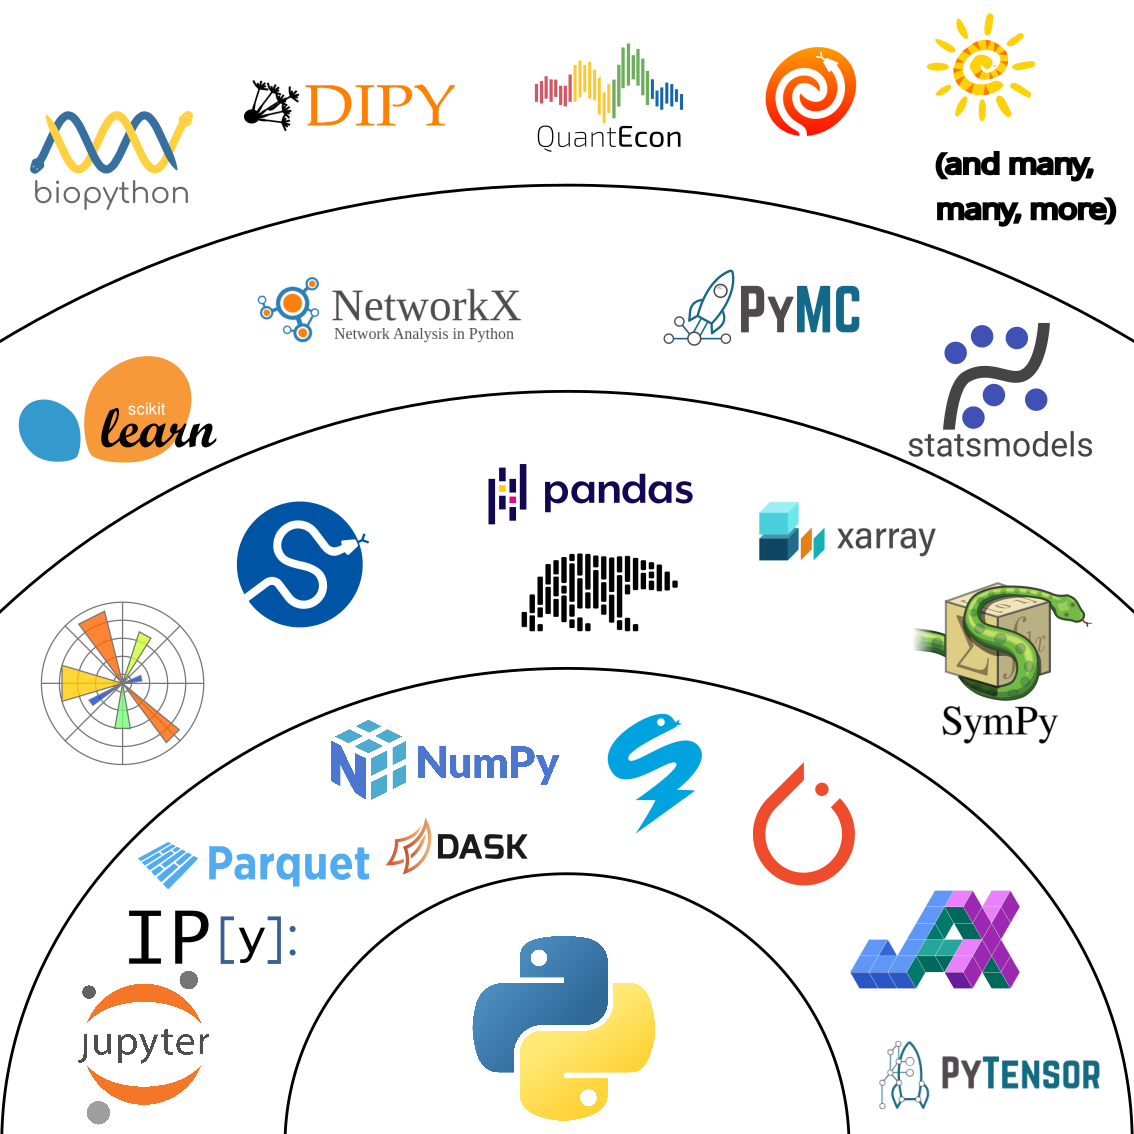 biopython
DIPY
QuantEcon
(and many,
many, more)
NetworkX
Network Analysis in Python
PyMC
scikit
learn
statsmodels
pandas
xarray
SymPy
NumPy
Parquet
DASK
IP[y]:
JAX
jupyter
PyTensor